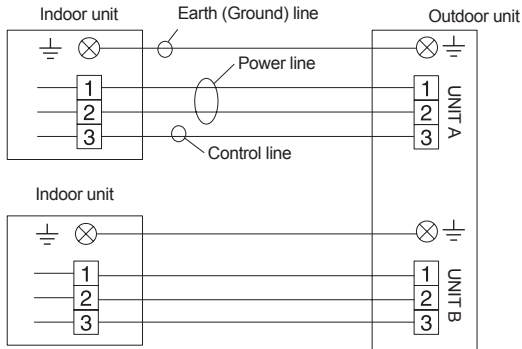 Indoor unit
Earth (Ground) line
Outdoor unit
Power line
1
1
2
2
3
3
UNIT A
Control line
Indoor unit
1
1
2
2
3
3
UNIT B